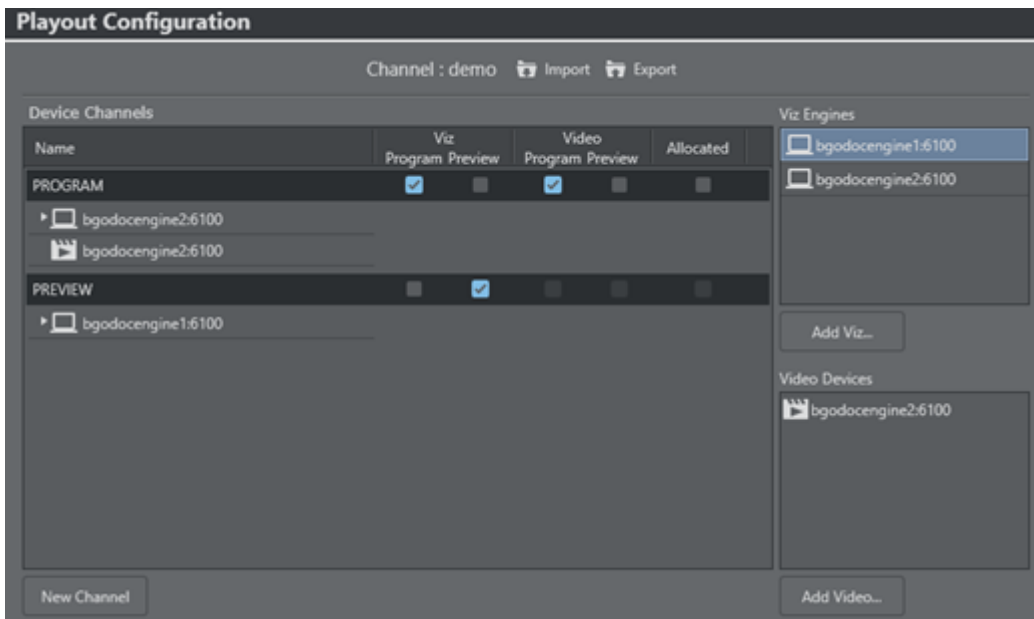 Playout Configuration
Channel : demo Import Export
Device Channels
Name Viz Program Preview Video Program Preview Allocated
PROGRAM
bgodocengine2:6100
bgodocengine2:6100
PREVIEW
bgodocengine1:6100
New Channel
Viz Engines
bgodocengine1:6100
bgodocengine2:6100
Add Viz...
Video Devices
bgodocengine2:6100
Add Video...